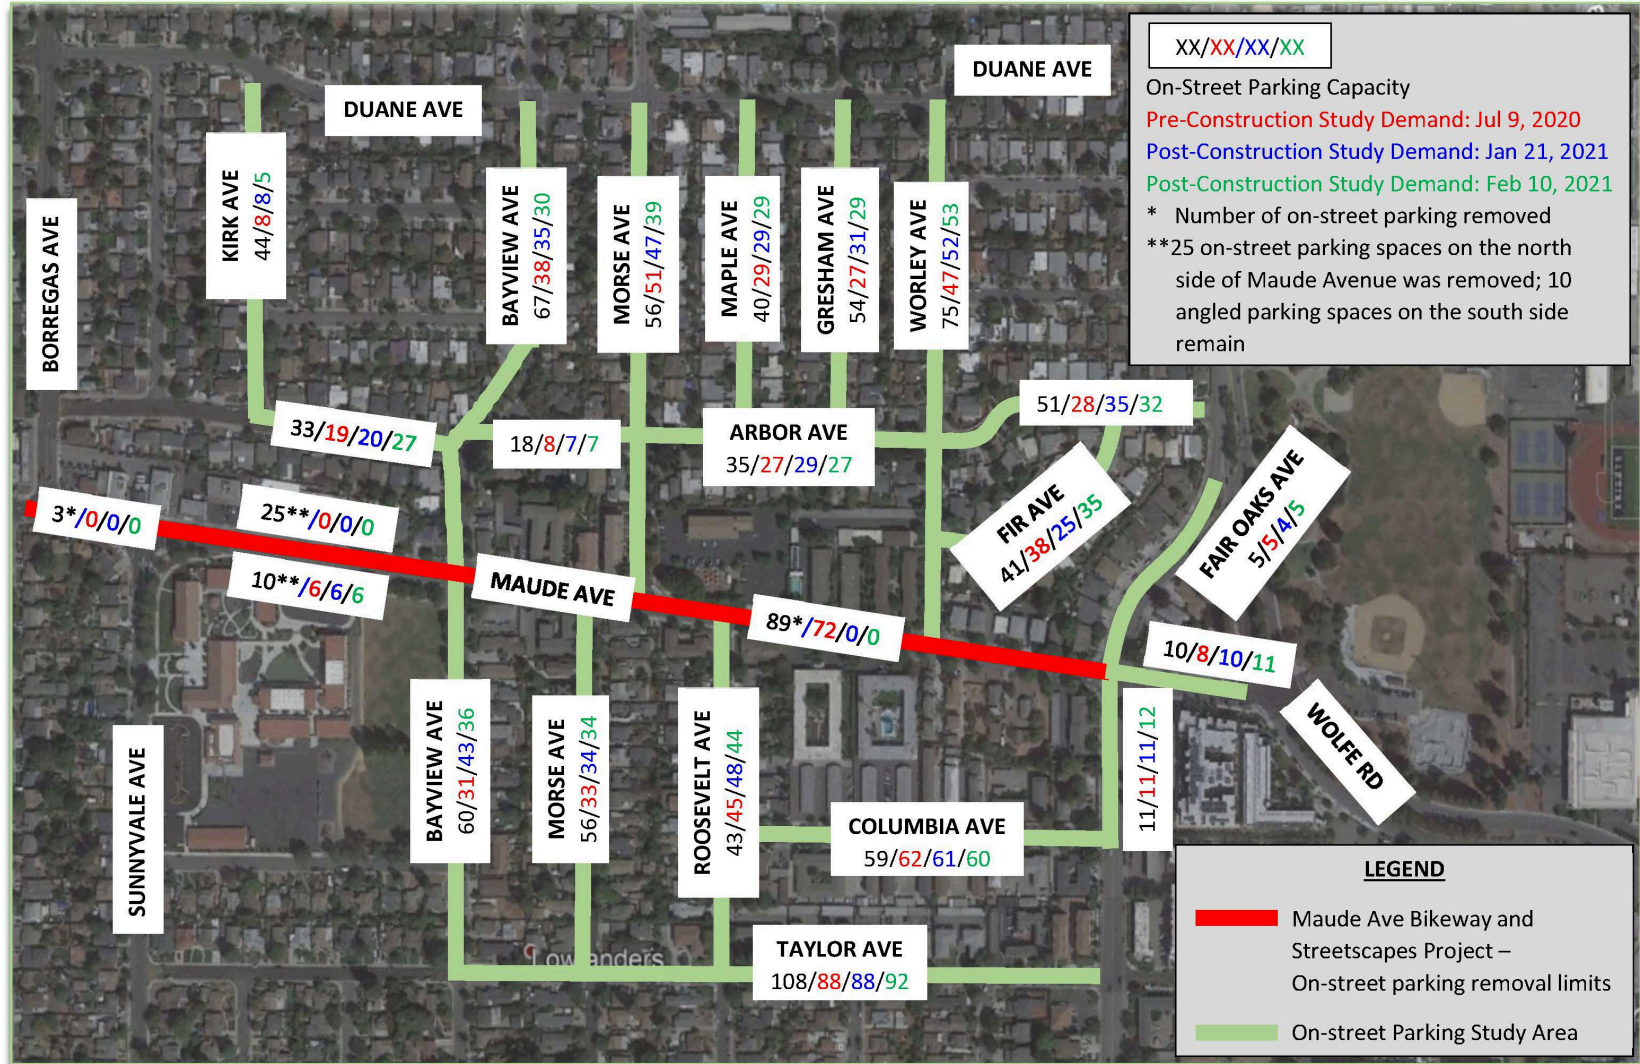 XX/XX/XX/XX
On-Street Parking Capacity
Pre-Construction Study Demand: Jul 9, 2020
Post-Construction Study Demand: Jan 21, 2021
Post-Construction Study Demand: Feb 10, 2021
* Number of on-street parking removed
**25 on-street parking spaces on the north
side of Maude Avenue was removed; 10
angled parking spaces on the south side
remain
DUANE AVE
DUANE AVE
BORREGAS AVE
KIRK AVE
44/8/8/5
BAYVIEW AVE
67/38/35/30
MORSE AVE
56/51/47/39
MAPLE AVE
40/29/29/29
GRESHAM AVE
54/27/31/29
WORLEY AVE
75/47/52/53
33/19/20/27
18/8/7/7
ARBOR AVE
35/27/29/27
51/28/35/32
FIR AVE
41/38/25/35
FAIR OAKS AVE
5/5/4/5
3*/0/0/0
25**/0/0/0
10**/6/6/6
MAUDE AVE
89*/72/0/0
10/8/10/11
WOLFE RD
11/11/11/12
SUNNYVALE AVE
BAYVIEW AVE
60/31/43/36
MORSE AVE
56/33/34/34
ROOSEVELT AVE
43/45/48/44
COLUMBIA AVE
59/62/61/60
TAYLOR AVE
108/88/88/92
LEGEND
Maude Ave Bikeway and
Streetscapes Project –
On-street parking removal limits
On-street Parking Study Area